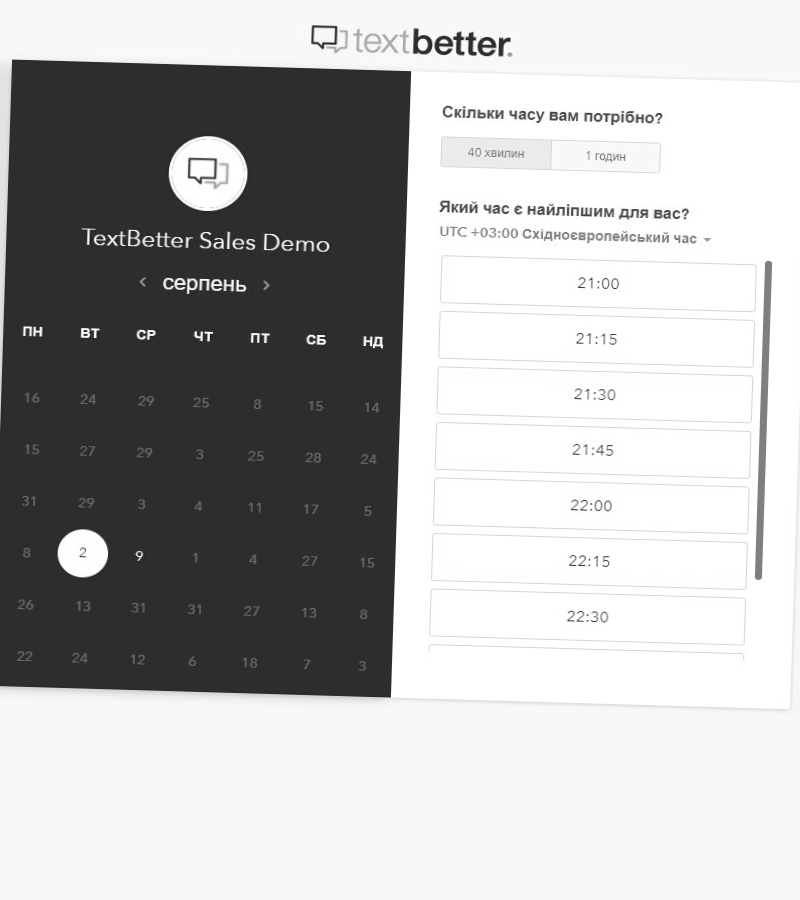 textbetter.
TextBetter Sales Demo
серпень
ПН ВТ СР ЧТ ПТ СБ НД
16 24 29 25 8 15 14
15 27 29 3 25 28 24
31 29 3 4 11 17 5
8 2 9 1 4 27 15
26 13 31 31 27 13 8
22 24 12 6 18 7 3
Скільки часу вам потрібно?
40 хвилин 1 годин
Який час є найліпшим для вас?
UTC +03:00 Східноєвропейський час
21:00
21:15
21:30
21:45
22:00
22:15
22:30